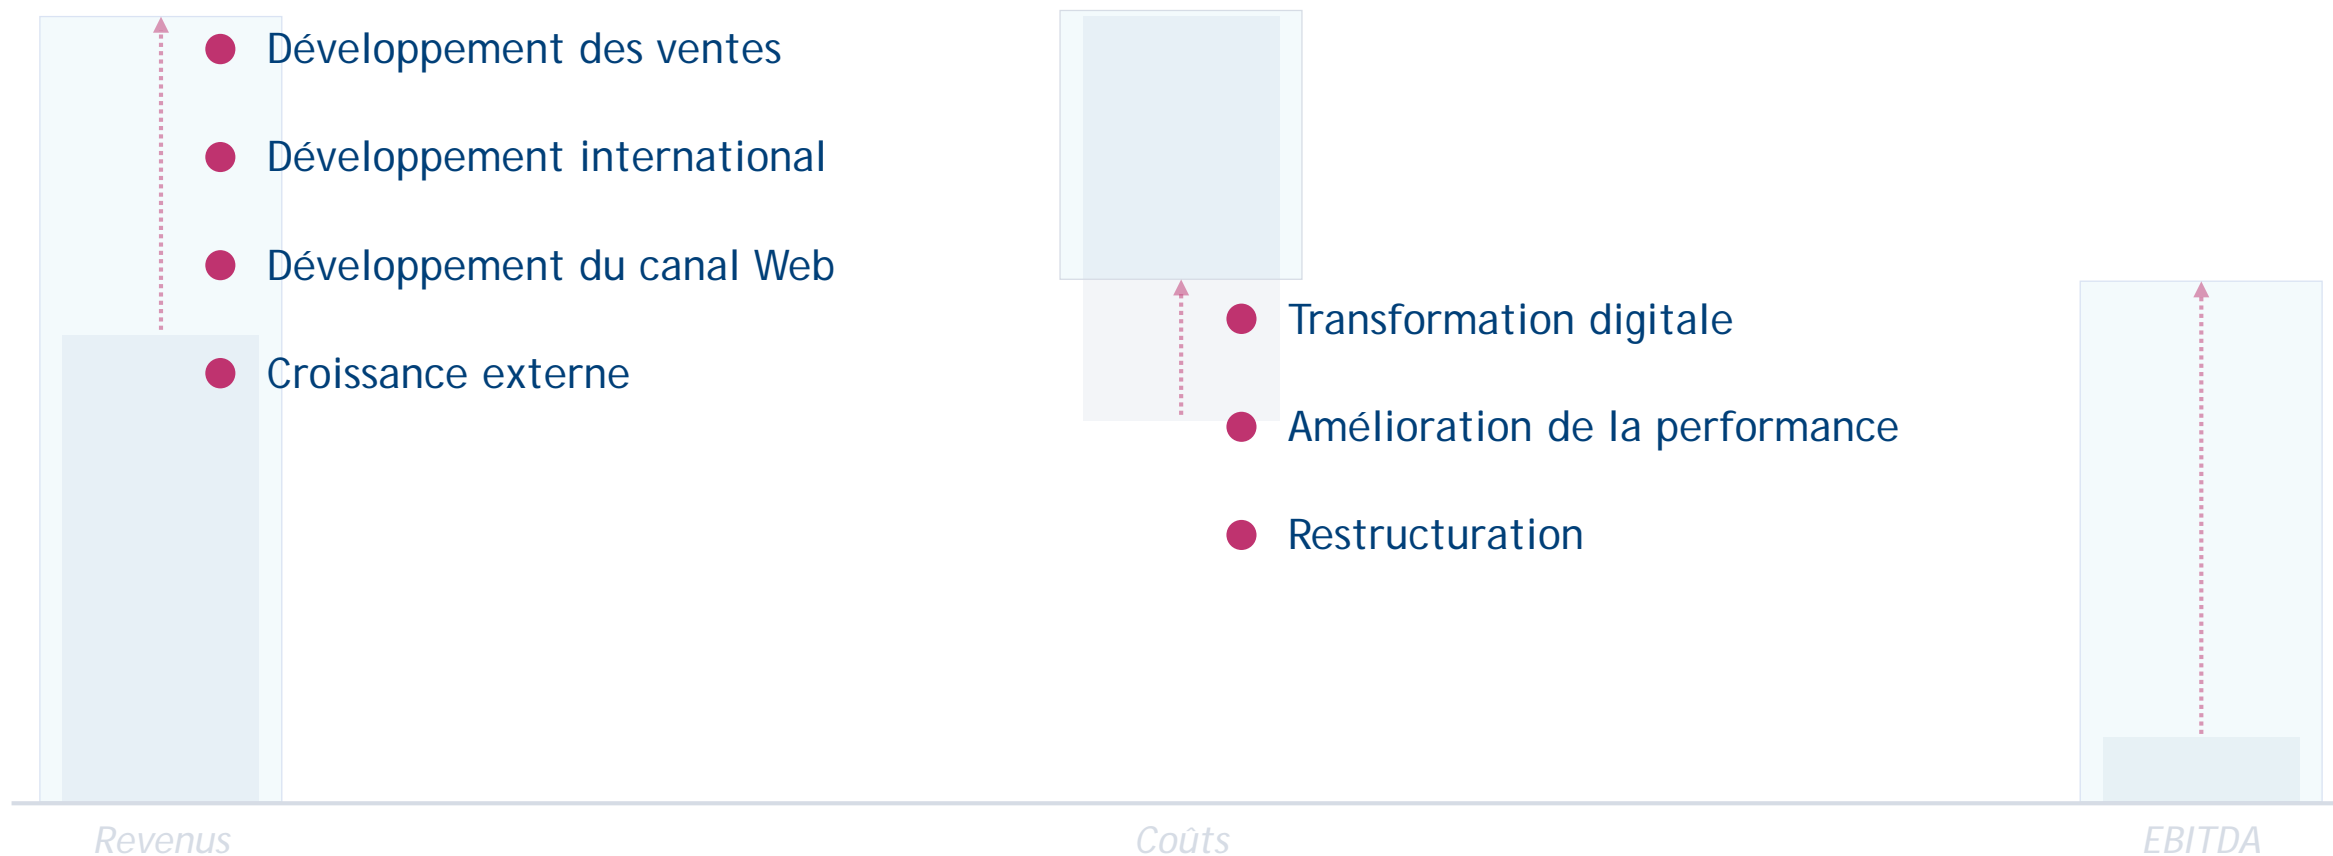 Développement des ventes
Développement international
Développement du canal Web
Croissance externe
Transformation digitale
Amélioration de la performance
Restructuration
Revenus
Coûts
EBITDA